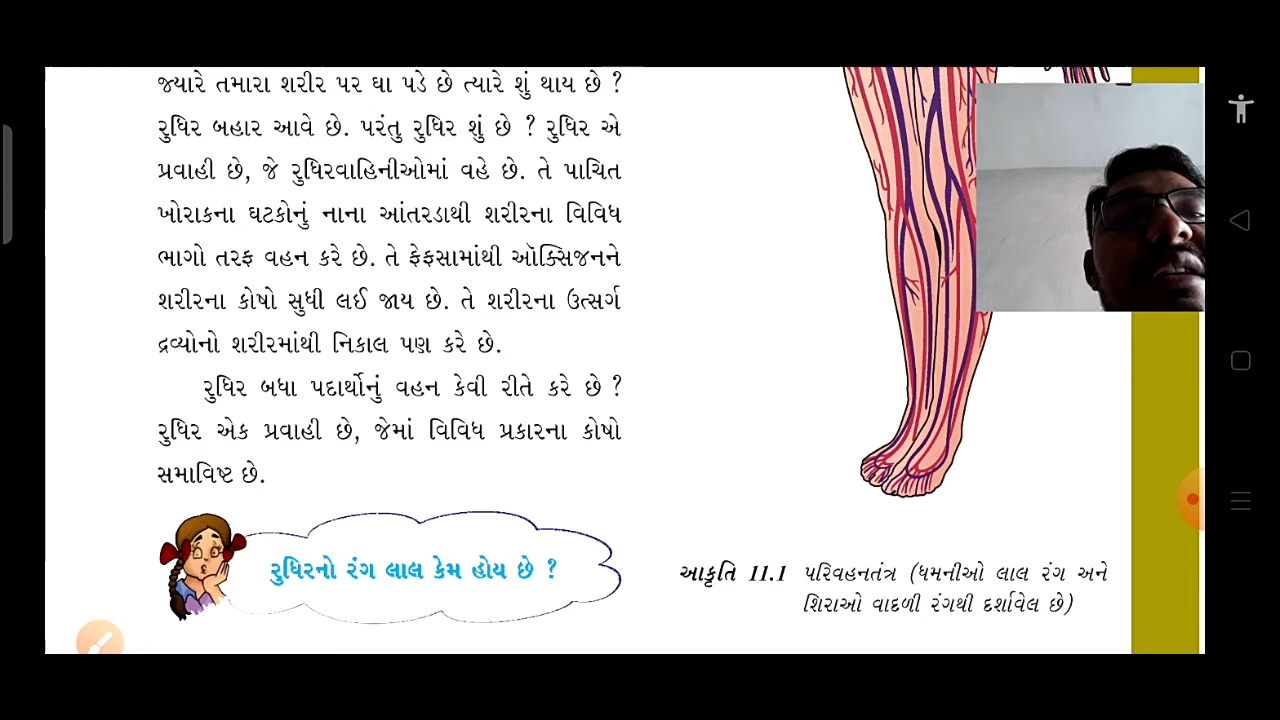 જ્યારે તમારા શરીર પર ઘા પડે છે ત્યારે શું થાય છે ?
રુધિર બહાર આવે છે. પરંતુ રુધિર શું છે ? રુધિર એ
પ્રવાહી છે, જે રુધિરવાહિનીઓમાં વહે છે. તે પાચિત
ખોરાકના ઘટકોનું નાના આંતરડાથી શરીરના વિવિધ
ભાગો તરફ વહન કરે છે. તે ફેફસામાંથી ઑક્સિજનને
શરીરના કોષો સુધી લઈ જાય છે. તે શરીરના ઉત્સર્ગ
દ્રવ્યોનો શરીરમાંથી નિકાલ પણ કરે છે.
રુધિર બધા પદાર્થોનું વહન કેવી રીતે કરે છે ?
રુધિર એક પ્રવાહી છે, જેમાં વિવિધ પ્રકારના કોષો
સમાવિષ્ટ છે.
રુધિરનો રંગ લાલ કેમ હોય છે ?
આકૃતિ 11.1 પરિવહનતંત્ર (ધમનીઓ લાલ રંગ અને
શિરાઓ વાદળી રંગથી દર્શાવેલ છે)